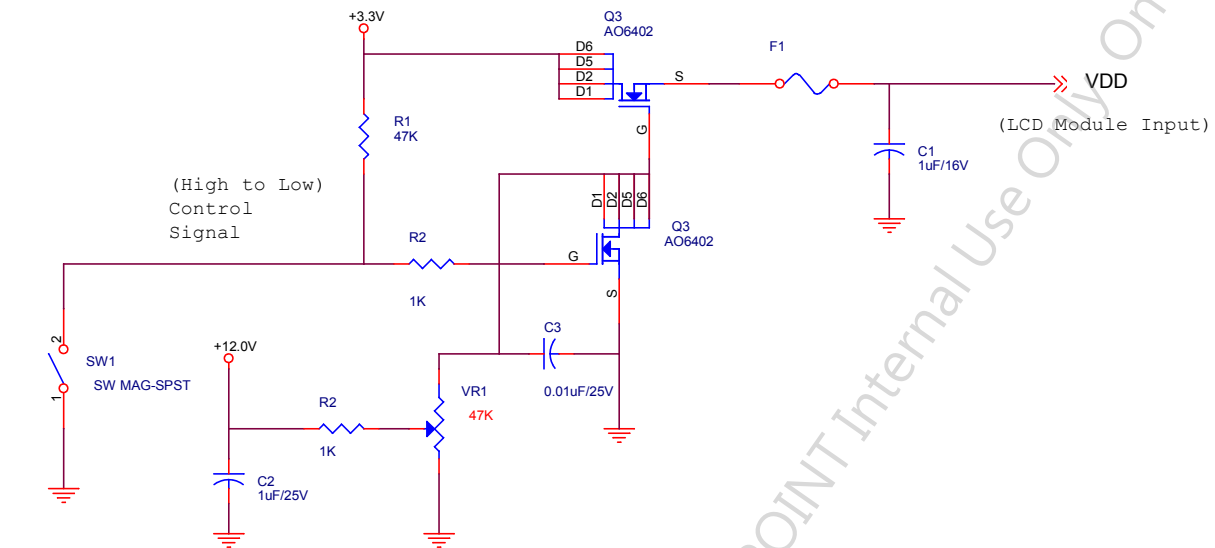 +3.3V
Q3
AO6402
D6
D5
D2
D1
S
G
F1
VDD
(LCD Module Input)
R1
47K
C1
1uF/16V
(High to Low)
Control
Signal
D1
D2
D5
D6
Q3
AO6402
R2
1K
G
S
2
1
SW1
SW MAG-SPST
+12.0V
C3
0.01uF/25V
VR1
47K
R2
1K
C2
1uF/25V
OINT Internal Use Only